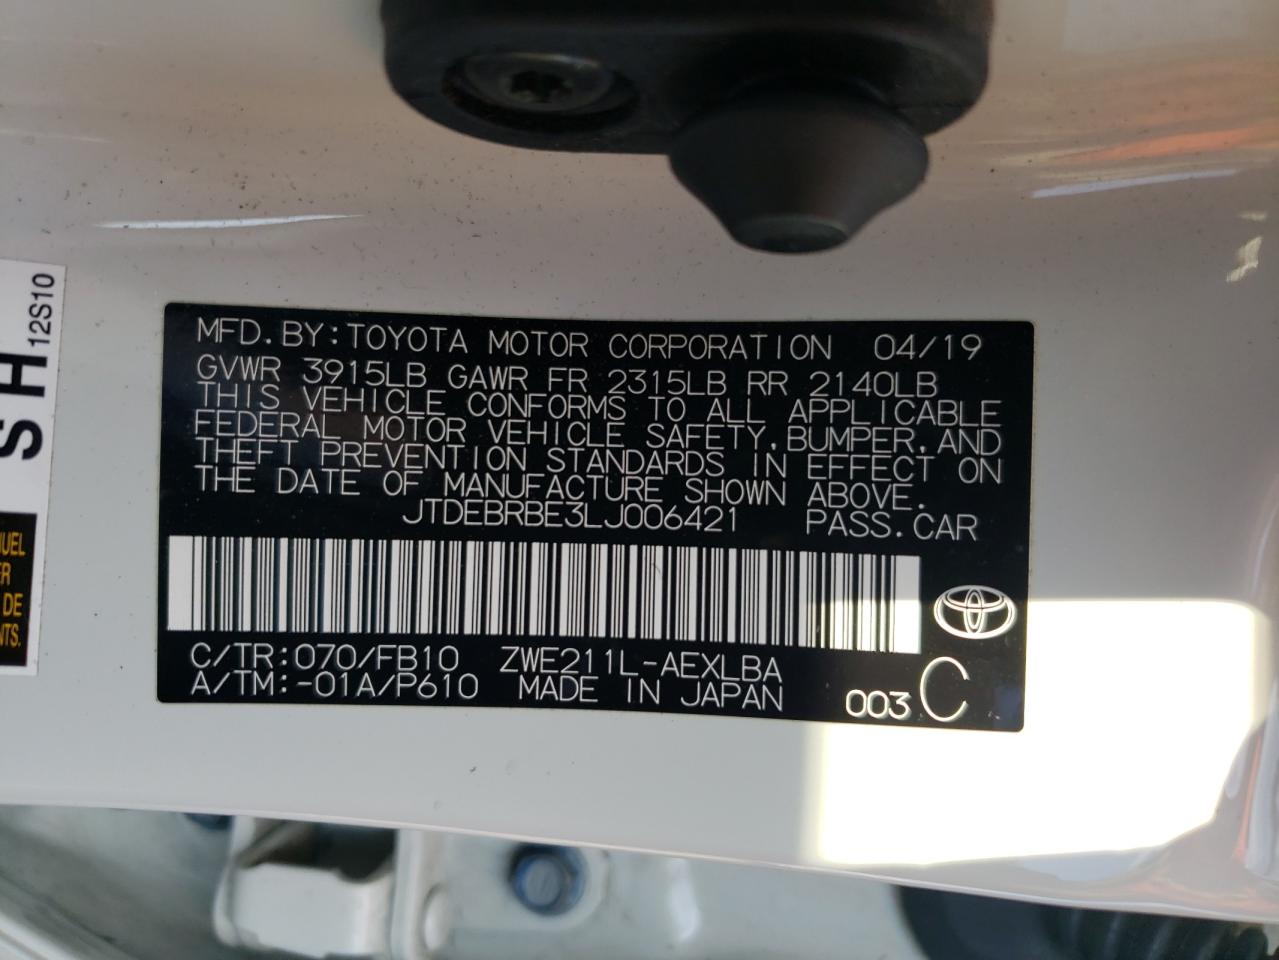 MFD. BY: TOYOTA MOTOR CORPORATION 04/19
GVWR 3915LB GAWR FR 2315LB RR 2140LB
THIS VEHICLE CONFORMS TO ALL APPLICABLE
FEDERAL MOTOR VEHICLE SAFETY, BUMPER, AND
THEFT PREVENTION STANDARDS IN EFFECT ON
THE DATE OF MANUFACTURE SHOWN ABOVE.
JTDEBRBE3LJ006421 PASS. CAR
C/TR: 070/FB10 ZWE211L-AEXLBA
A/TM: -01A/P610 MADE IN JAPAN 003 C
SH 12S10
DE